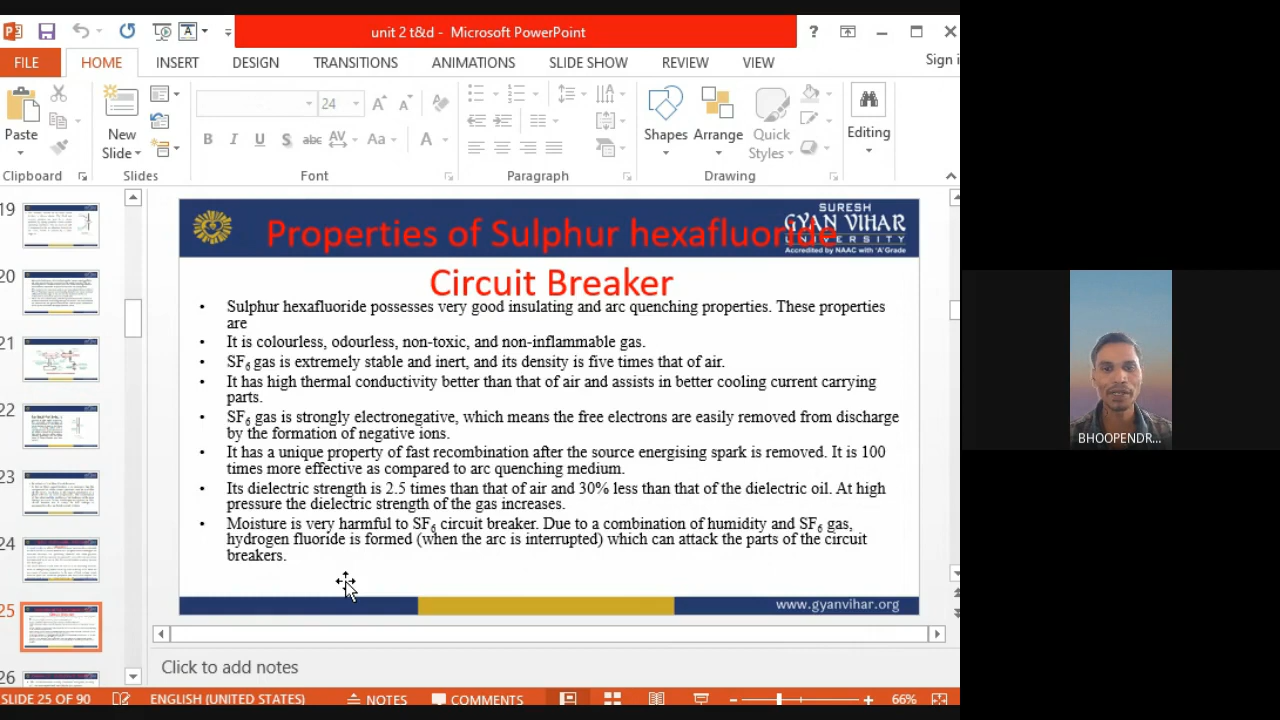 unit 2 t&d - Microsoft PowerPoint
?
FILE
HOME
INSERT
DESIGN
TRANSITIONS
ANIMATIONS
SLIDE SHOW
REVIEW
VIEW
Sign i
Paste
New
Slide
24
B I U S abc AV Aa A
Shapes
Arrange
Quick
Styles
Editing
Clipboard
Slides
Font
Paragraph
Drawing
19
20
21
22
23
24
25
26
SURESH
GYAN VIHAR
UNIVERSITY
Accredited by NAAC with 'A' Grade
Properties of Sulphur hexafluoride
Circuit Breaker
• Sulphur hexafluoride possesses very good insulating and arc quenching properties. These properties
are
• It is colourless, odourless, non-toxic, and non-inflammable gas.
• SF6 gas is extremely stable and inert, and its density is five times that of air.
• It has high thermal conductivity better than that of air and assists in better cooling current carrying
parts.
• SF6 gas is strongly electronegative, which means the free electrons are easily removed from discharge
by the formation of negative ions.
• It has a unique property of fast recombination after the source energising spark is removed. It is 100
times more effective as compared to arc quenching medium.
• Its dielectric strength is 2.5 times than that of air and 30% less than that of the dielectric oil. At high
pressure the dielectric strength of the gas increases.
• Moisture is very harmful to SF6 circuit breaker. Due to a combination of humidity and SF6 gas,
hydrogen fluoride is formed (when the arc is interrupted) which can attack the parts of the circuit
breakers.
www.gyanvihar.org
Click to add notes
SLIDE 25 OF 90
ENGLISH (UNITED STATES)
NOTES
COMMENTS
66%
BHOOPENDR...